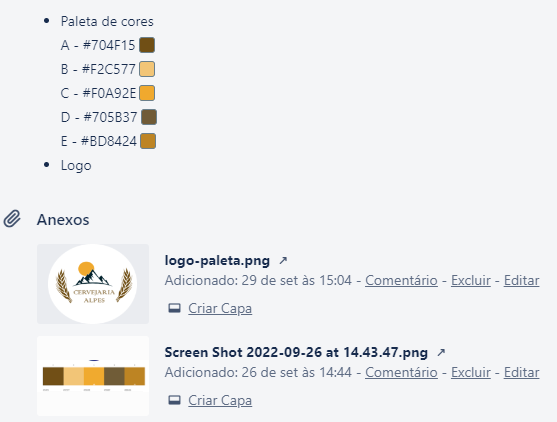 Paleta de cores
A - #704F15
B - #F2C577
C - #F0A92E
D - #705B37
E - #BD8424
Logo
Anexos
CERVEJARIA
ALPES
logo-paleta.png ↗
Adicionado: 29 de set às 15:04 - Comentário - Excluir - Editar
Criar Capa
Screen Shot 2022-09-26 at 14.43.47.png ↗
Adicionado: 26 de set às 14:44 - Comentário - Excluir - Editar
Criar Capa